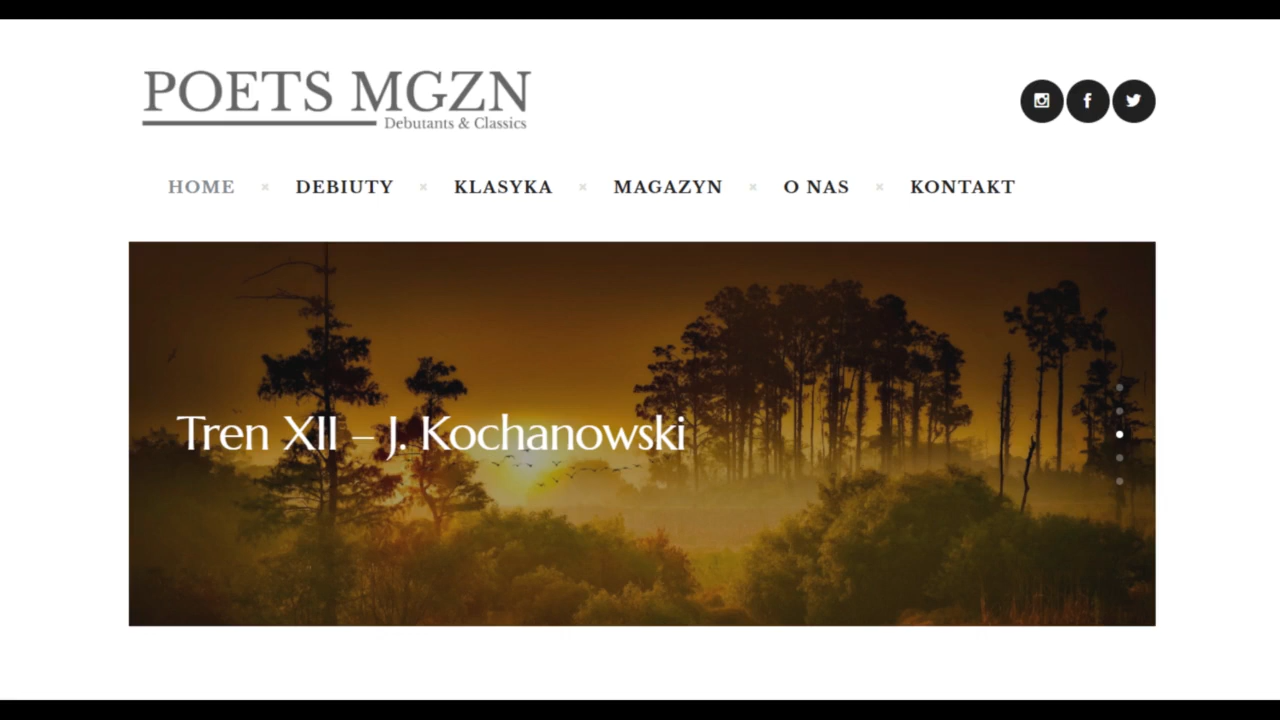 POETS MGZN
Debutants & Classics
HOME × DEBIUTY × KLASYKA × MAGAZYN × O NAS × KONTAKT
Tren XII – J. Kochanowski